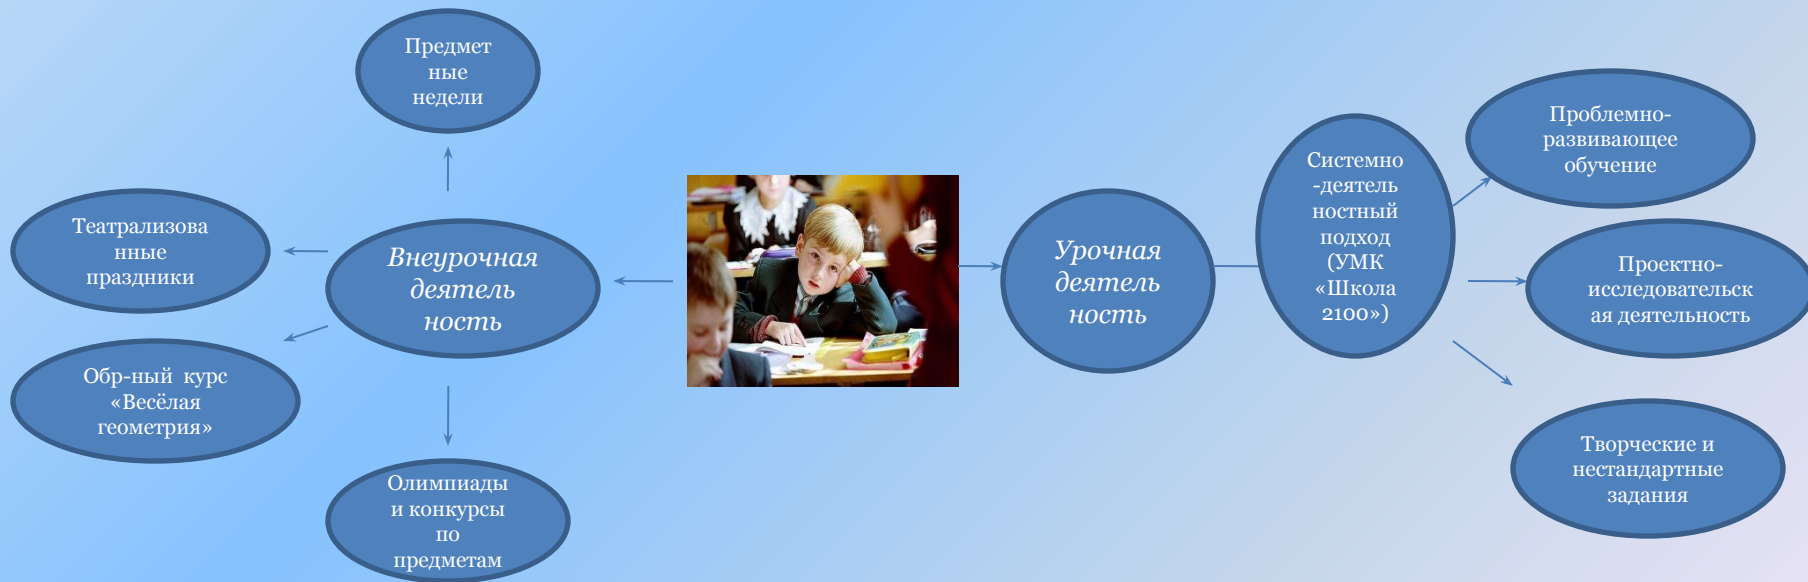 Предмет
ные
недели
Театрализова
нные
праздники
Внеурочная
деятель
ность
Обр-ный курс
«Весёлая
геометрия»
Олимпиады
и конкурсы
по
предметам
Урочная
деятель
ность
Системно
-деятель
ностный
подход
(УМК
«Школа
2100»)
Проблемно-
развивающее
обучение
Проектно-
исследовательск
ая деятельность
Творческие и
нестандартные
задания